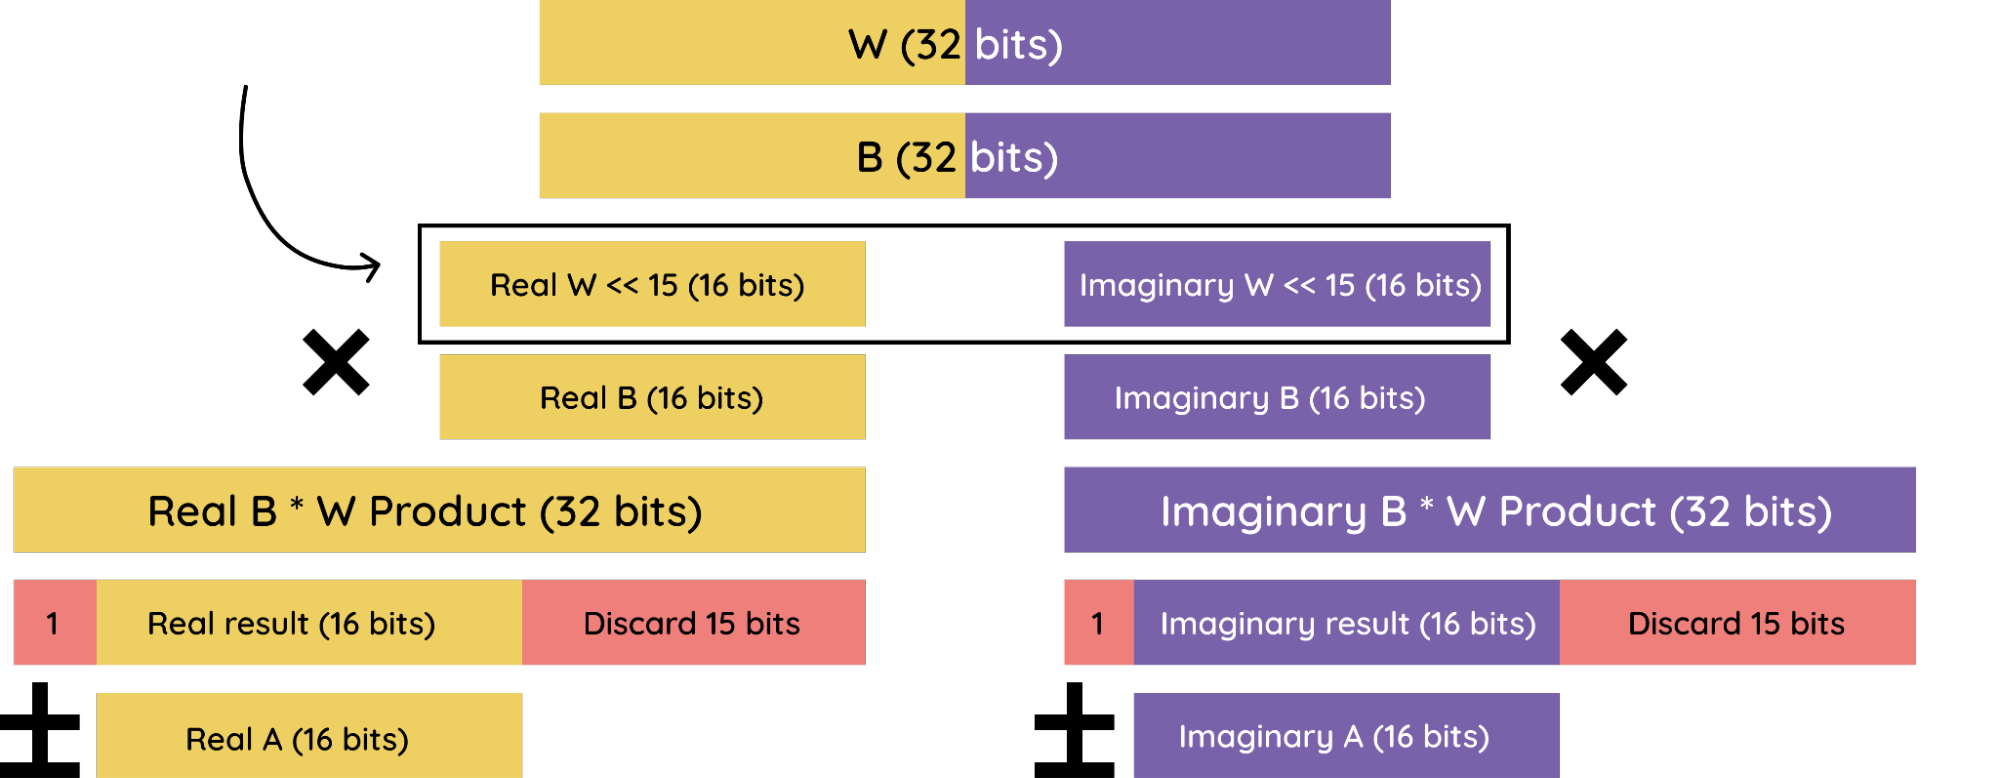 W (32 bits)
B (32 bits)
Real W << 15 (16 bits)
Imaginary W << 15 (16 bits)
Real B (16 bits)
Imaginary B (16 bits)
Real B * W Product (32 bits)
Imaginary B * W Product (32 bits)
1
Real result (16 bits)
Discard 15 bits
1
Imaginary result (16 bits)
Discard 15 bits
±
Real A (16 bits)
±
Imaginary A (16 bits)